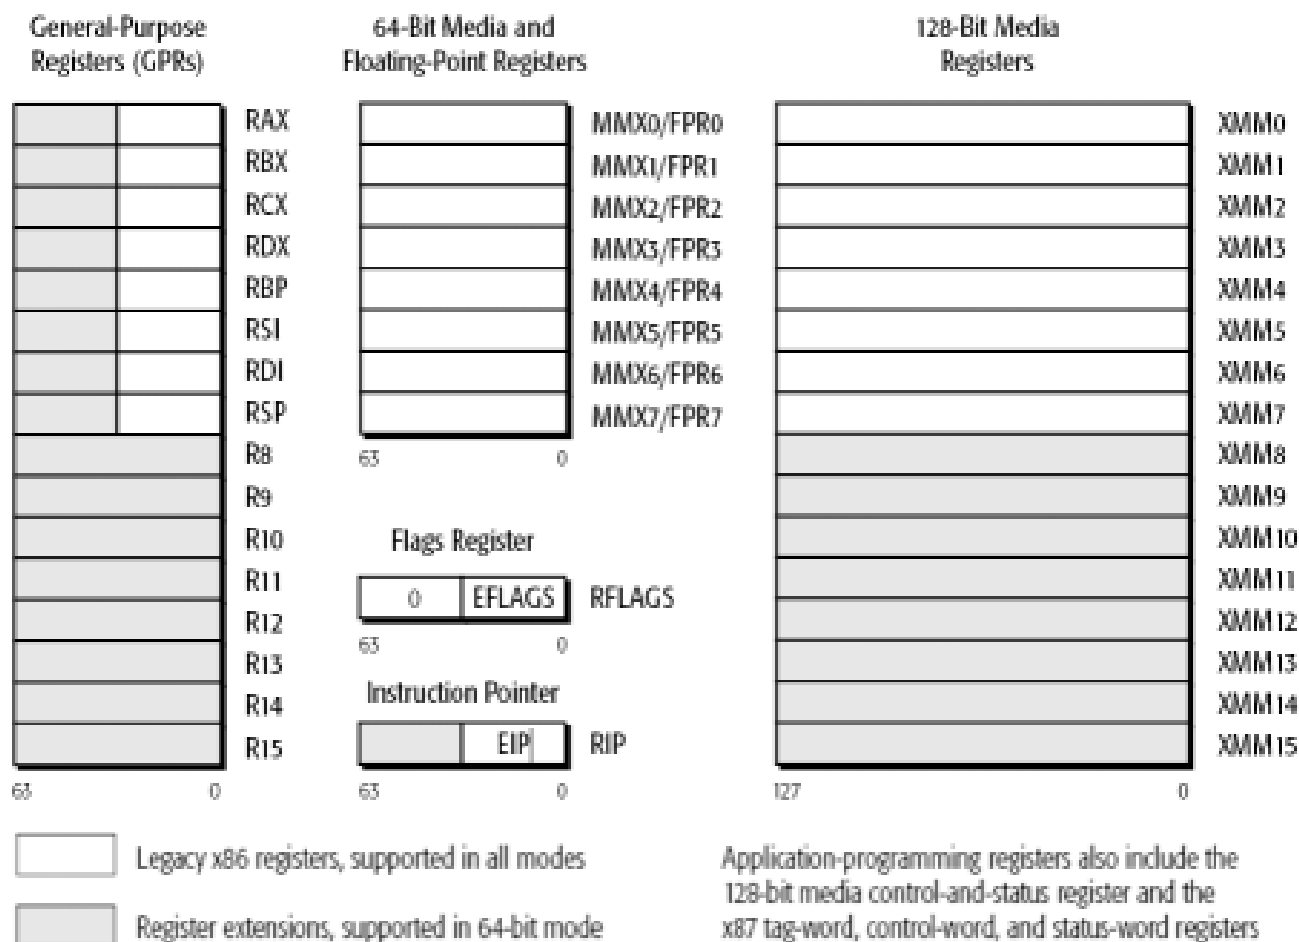 General-Purpose
Registers (GPRs)
RAX
RBX
RCX
RDX
RBP
RSI
RDI
RSP
R8
R9
R10
R11
R12
R13
R14
R15
63 0
64-Bit Media and
Floating-Point Registers
MMX0/FPR0
MMX1/FPR1
MMX2/FPR2
MMX3/FPR3
MMX4/FPR4
MMX5/FPR5
MMX6/FPR6
MMX7/FPR7
63 0
Flags Register
0 EFLAGS RFLAGS
63 0
Instruction Pointer
EIP RIP
63 0
128-Bit Media
Registers
XMM0
XMM1
XMM2
XMM3
XMM4
XMM5
XMM6
XMM7
XMM8
XMM9
XMM10
XMM11
XMM12
XMM13
XMM14
XMM15
127 0
Legacy x86 registers, supported in all modes
Register extensions, supported in 64-bit mode
Application-programming registers also include the
128-bit media control-and-status register and the
x87 tag-word, control-word, and status-word registers